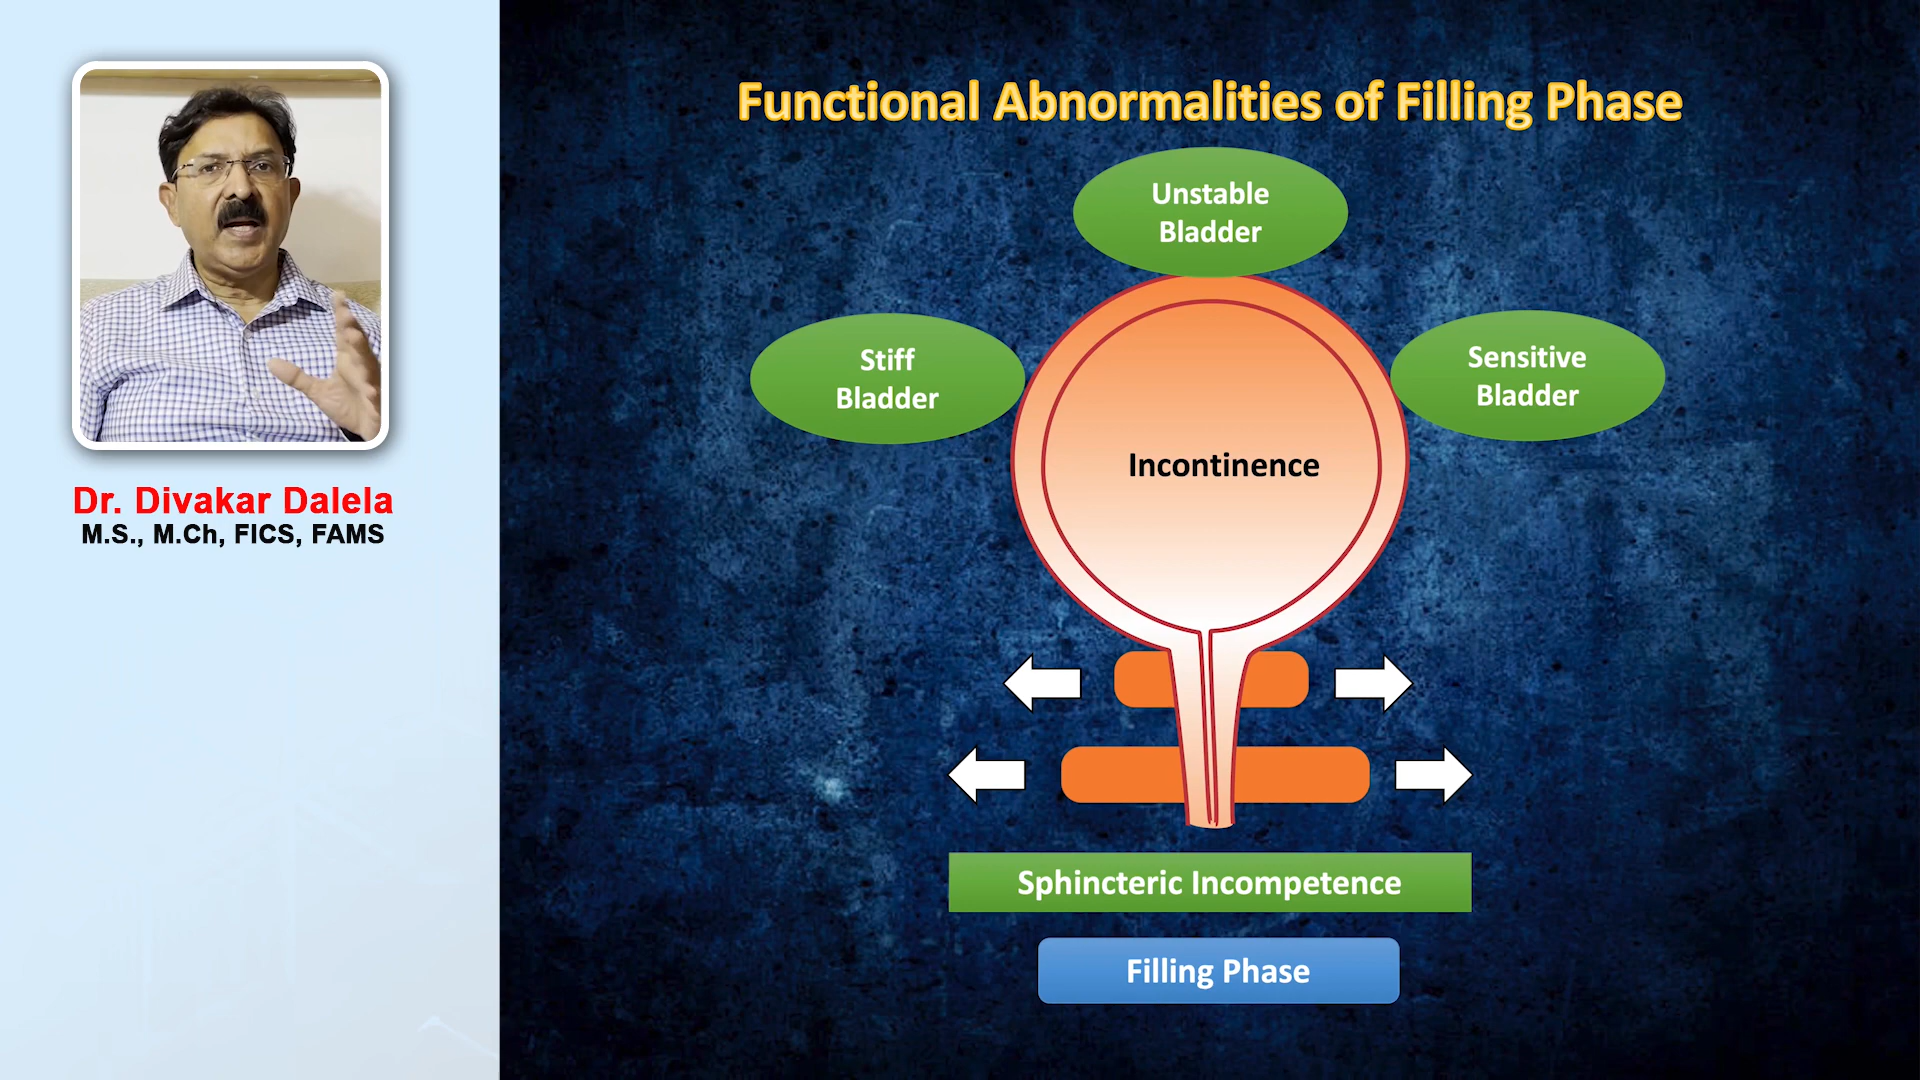 Dr. Divakar Dalela
M.S., M.Ch, FICS, FAMS
Functional Abnormalities of Filling Phase
Unstable
Bladder
Stiff
Bladder
Sensitive
Bladder
Incontinence
Sphincteric Incompetence
Filling Phase